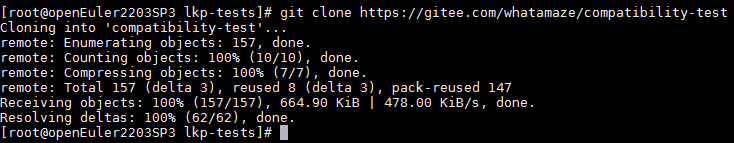 [root@openEuler2203SP3 lkp-tests]# git clone https://gitee.com/whatamaze/compatibility-test
Cloning into 'compatibility-test'...
remote: Enumerating objects: 157, done.
remote: Counting objects: 100% (10/10), done.
remote: Compressing objects: 100% (7/7), done.
remote: Total 157 (delta 3), reused 8 (delta 3), pack-reused 147
Receiving objects: 100% (157/157), 664.90 KiB | 478.00 KiB/s, done.
Resolving deltas: 100% (62/62), done.
[root@openEuler2203SP3 lkp-tests]#